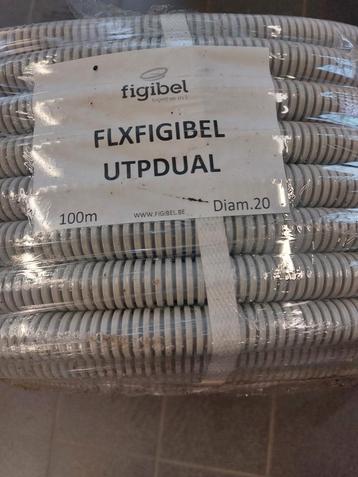 figibel
FLXFIGIBEL
UTPDUAL
100m
WWW.FIGIBEL.BE
Diam.20